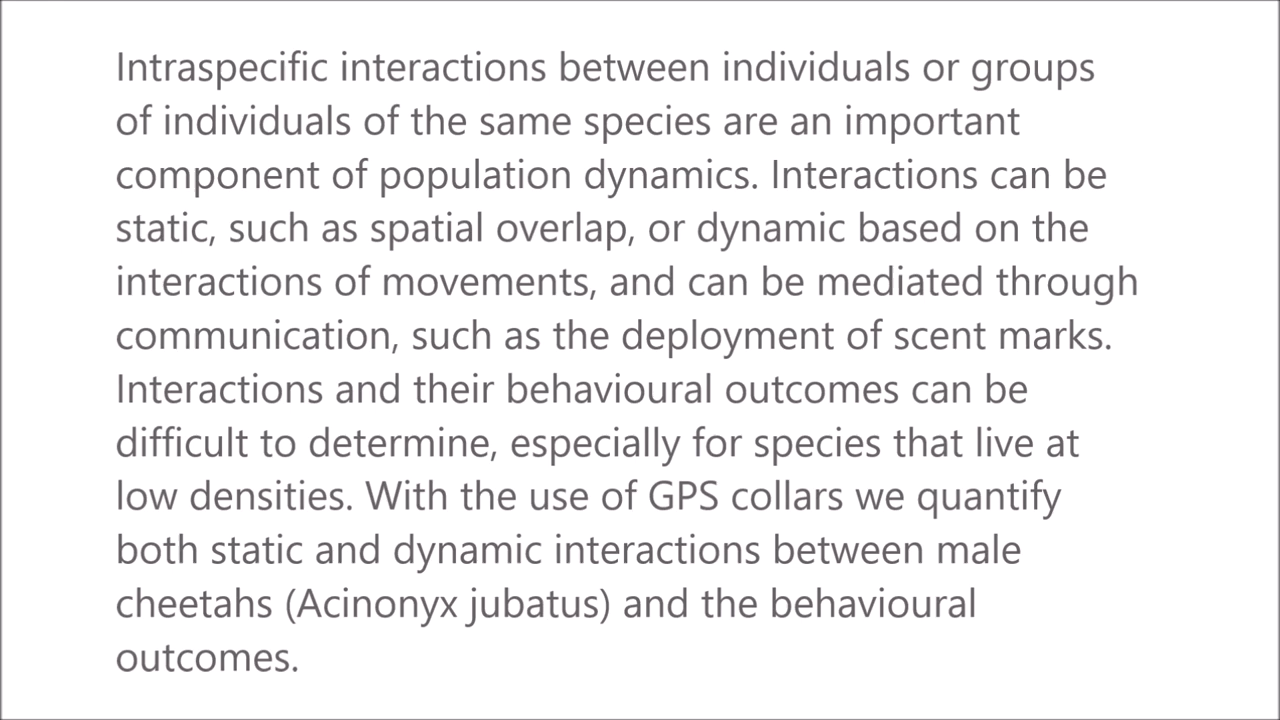 Intraspecific interactions between individuals or groups
of individuals of the same species are an important
component of population dynamics. Interactions can be
static, such as spatial overlap, or dynamic based on the
interactions of movements, and can be mediated through
communication, such as the deployment of scent marks.
Interactions and their behavioural outcomes can be
difficult to determine, especially for species that live at
low densities. With the use of GPS collars we quantify
both static and dynamic interactions between male
cheetahs (Acinonyx jubatus) and the behavioural
outcomes.